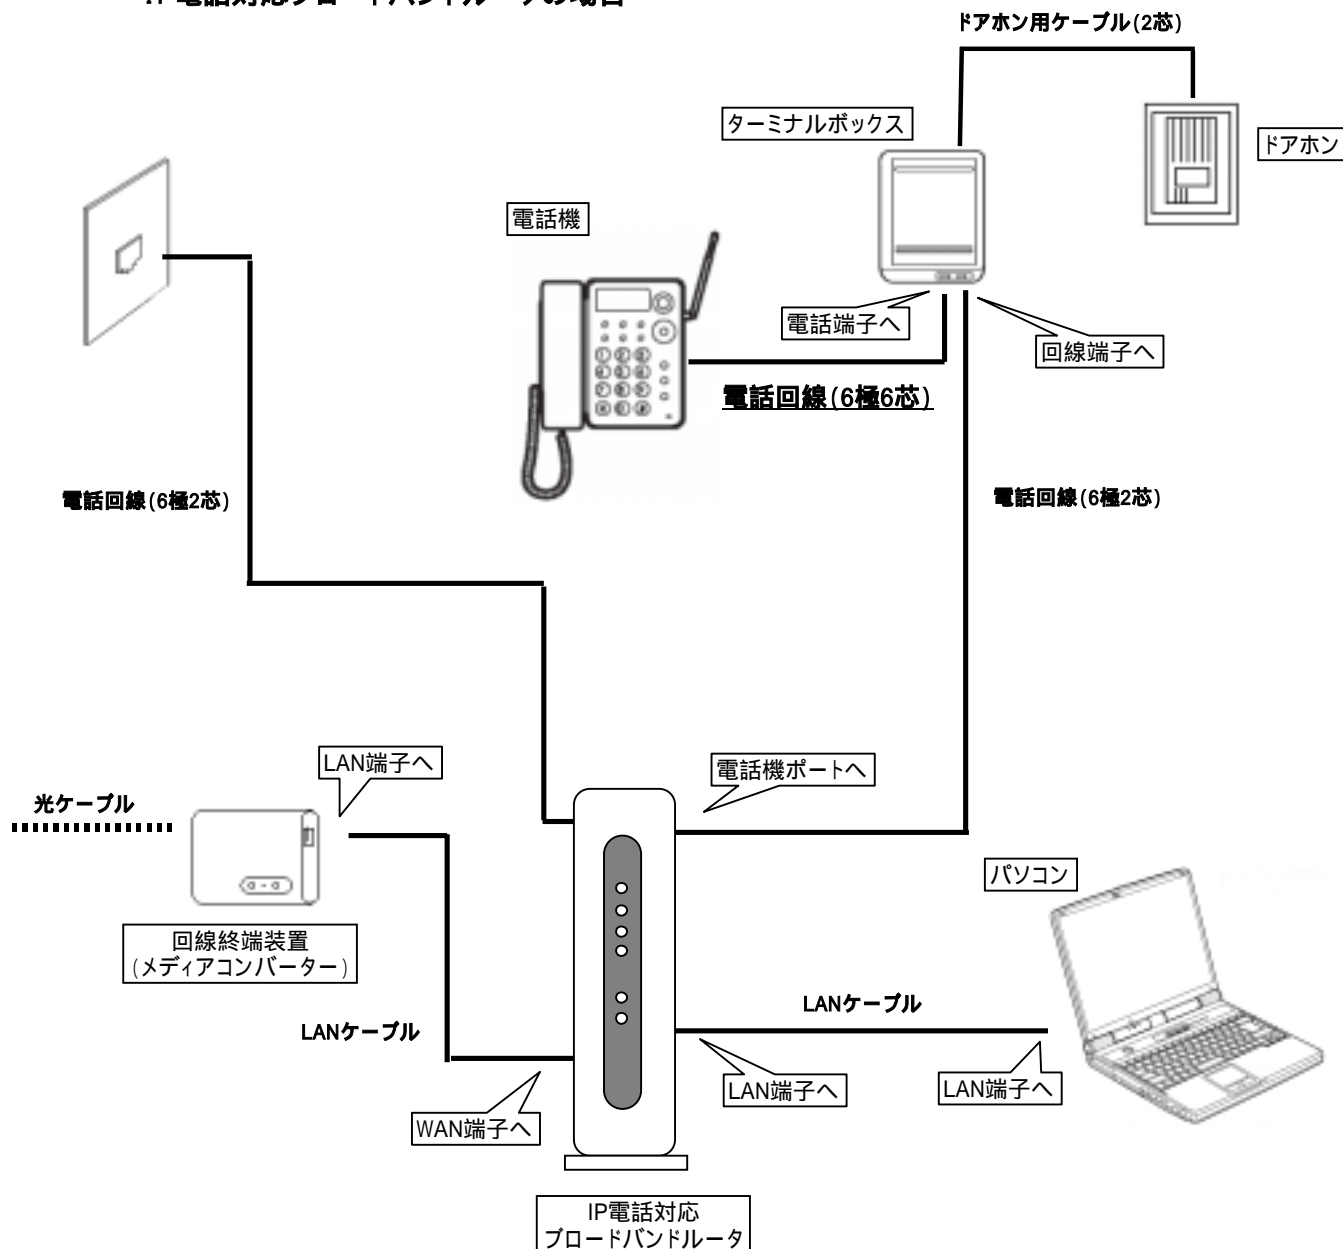 ドアホン用ケーブル(2芯)
ターミナルボックス
ドアホン
電話機
電話端子へ
回線端子へ
電話回線(6極6芯)
電話回線(6極2芯)
電話回線(6極2芯)
LAN端子へ
電話機ポートへ
光ケーブル
パソコン
回線終端装置
(メディアコンバーター)
LANケーブル
LANケーブル
LAN端子へ
LAN端子へ
WAN端子へ
IP電話対応
ブロードバンドルータ